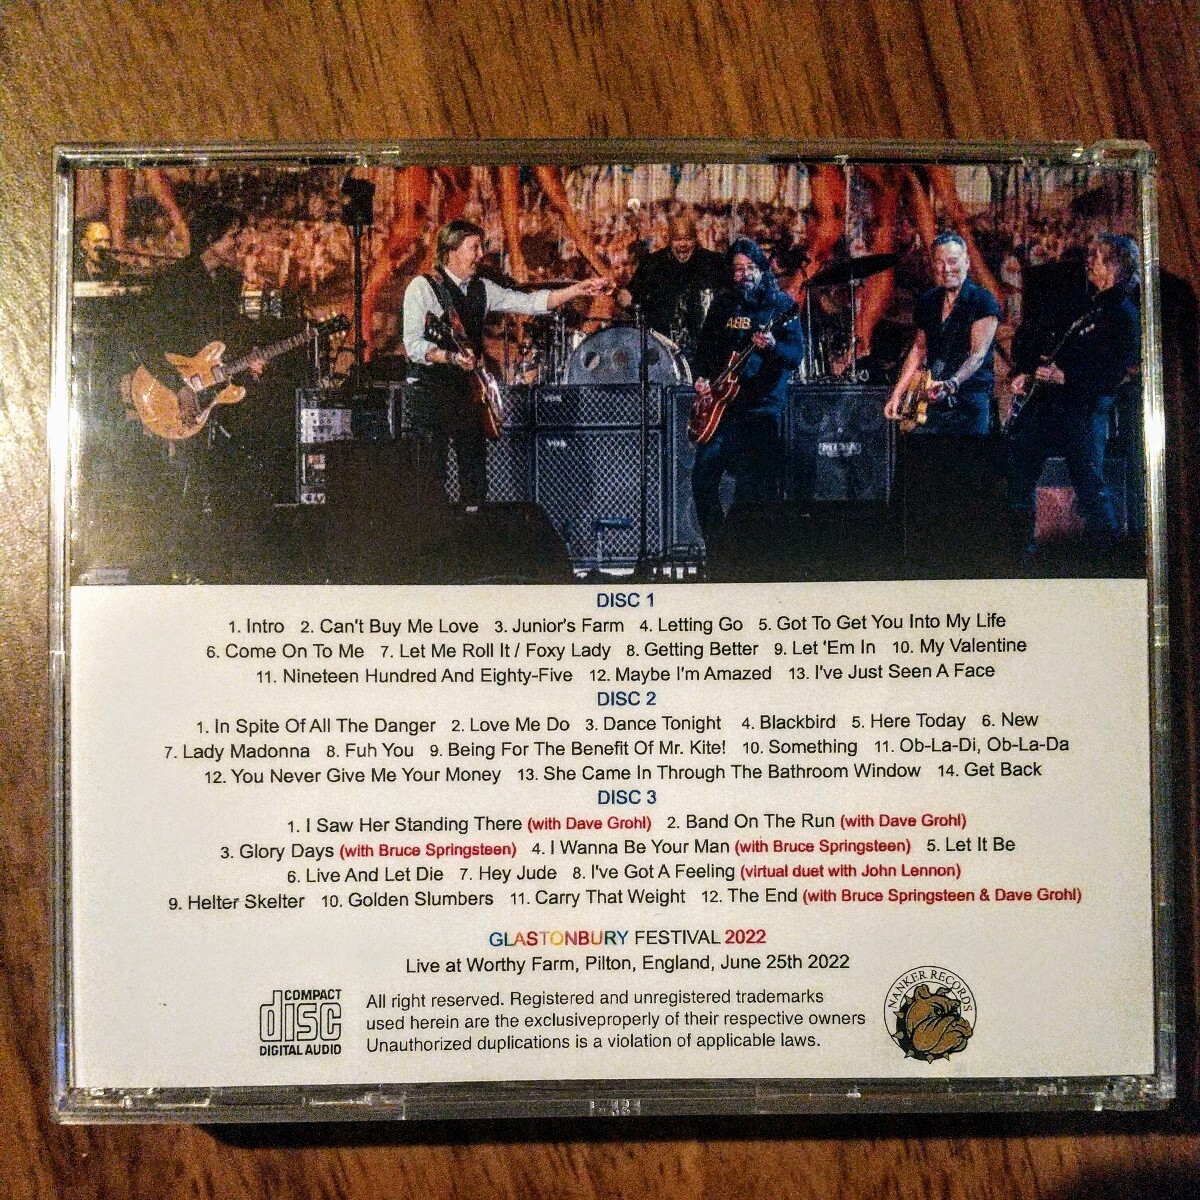 ABB
VOX
VOX
DISC 1
1. Intro 2. Can't Buy Me Love 3. Junior's Farm 4. Letting Go 5. Got To Get You Into My Life
6. Come On To Me 7. Let Me Roll It / Foxy Lady 8. Getting Better 9. Let 'Em In 10. My Valentine
11. Nineteen Hundred And Eighty-Five 12. Maybe I'm Amazed 13. I've Just Seen A Face
DISC 2
1. In Spite Of All The Danger 2. Love Me Do 3. Dance Tonight 4. Blackbird 5. Here Today 6. New
7. Lady Madonna 8. Fuh You 9. Being For The Benefit Of Mr. Kite! 10. Something 11. Ob-La-Di, Ob-La-Da
12. You Never Give Me Your Money 13. She Came In Through The Bathroom Window 14. Get Back
DISC 3
1. I Saw Her Standing There (with Dave Grohl) 2. Band On The Run (with Dave Grohl)
3. Glory Days (with Bruce Springsteen) 4. I Wanna Be Your Man (with Bruce Springsteen) 5. Let It Be
6. Live And Let Die 7. Hey Jude 8. I've Got A Feeling (virtual duet with John Lennon)
9. Helter Skelter 10. Golden Slumbers 11. Carry That Weight 12. The End (with Bruce Springsteen & Dave Grohl)
GLASTONBURY FESTIVAL 2022
Live at Worthy Farm, Pilton, England, June 25th 2022
COMPACT
disc
DIGITAL AUDIO
All right reserved. Registered and unregistered trademarks
used herein are the exclusiveproperly of their respective owners
Unauthorized duplications is a violation of applicable laws.
NANKER RECORDS